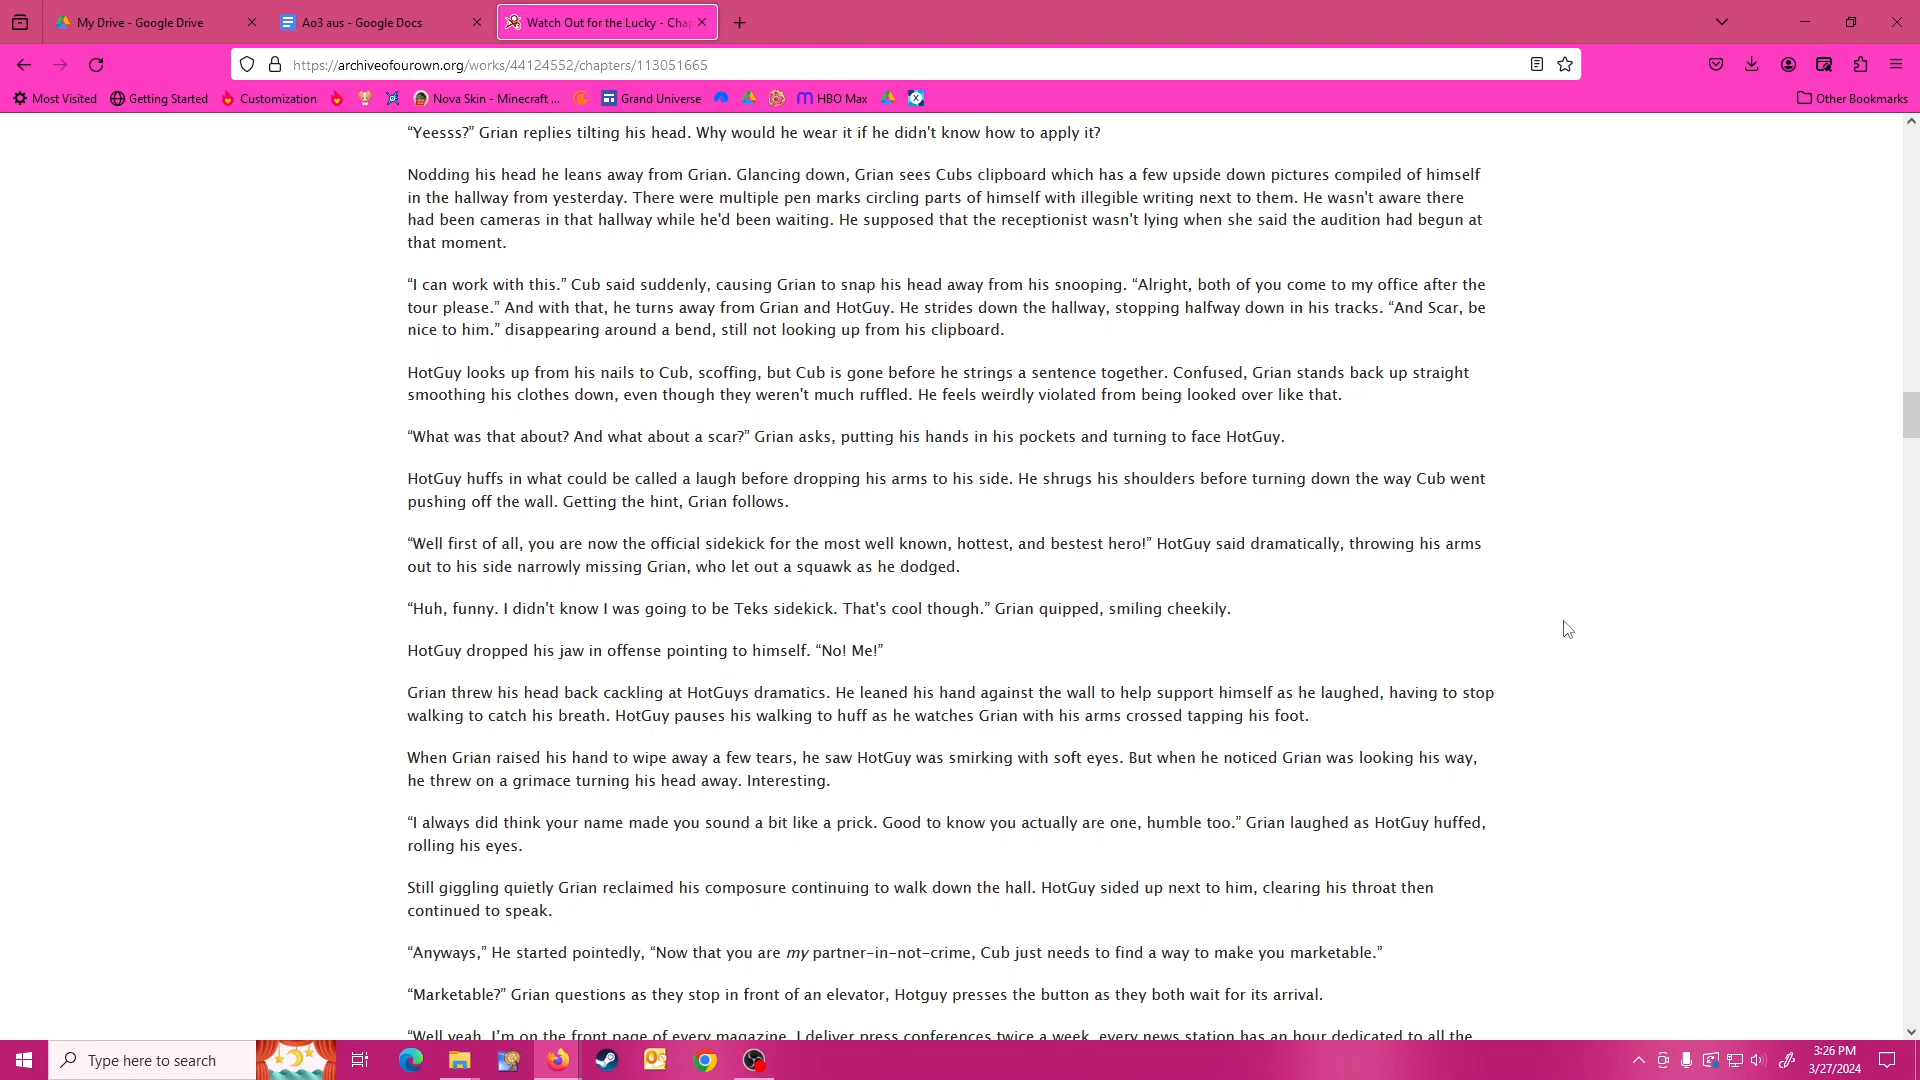 My Drive - Google Drive
Ao3 aus - Google Docs
Watch Out for the Lucky - Cha
https://archiveofourown.org/works/44124552/chapters/113051665
Most Visited
Getting Started
Customization
Nova Skin - Minecraft ...
Grand Universe
HBO Max
Other Bookmarks
“Yeesss?” Grian replies tilting his head. Why would he wear it if he didn't know how to apply it?
Nodding his head he leans away from Grian. Glancing down, Grian sees Cubs clipboard which has a few upside down pictures compiled of himself
in the hallway from yesterday. There were multiple pen marks circling parts of himself with illegible writing next to them. He wasn't aware there
had been cameras in that hallway while he'd been waiting. He supposed that the receptionist wasn't lying when she said the audition had begun at
that moment.
“I can work with this.” Cub said suddenly, causing Grian to snap his head away from his snooping. “Alright, both of you come to my office after the
tour please.” And with that, he turns away from Grian and HotGuy. He strides down the hallway, stopping halfway down in his tracks. “And Scar, be
nice to him.” disappearing around a bend, still not looking up from his clipboard.
HotGuy looks up from his nails to Cub, scoffing, but Cub is gone before he strings a sentence together. Confused, Grian stands back up straight
smoothing his clothes down, even though they weren't much ruffled. He feels weirdly violated from being looked over like that.
“What was that about? And what about a scar?” Grian asks, putting his hands in his pockets and turning to face HotGuy.
HotGuy huffs in what could be called a laugh before dropping his arms to his side. He shrugs his shoulders before turning down the way Cub went
pushing off the wall. Getting the hint, Grian follows.
“Well first of all, you are now the official sidekick for the most well known, hottest, and bestest hero!” HotGuy said dramatically, throwing his arms
out to his side narrowly missing Grian, who let out a squawk as he dodged.
“Huh, funny. I didn't know I was going to be Teks sidekick. That's cool though.” Grian quipped, smiling cheekily.
HotGuy dropped his jaw in offense pointing to himself. “No! Me!”
Grian threw his head back cackling at HotGuys dramatics. He leaned his hand against the wall to help support himself as he laughed, having to stop
walking to catch his breath. HotGuy pauses his walking to huff as he watches Grian with his arms crossed tapping his foot.
When Grian raised his hand to wipe away a few tears, he saw HotGuy was smirking with soft eyes. But when he noticed Grian was looking his way,
he threw on a grimace turning his head away. Interesting.
“I always did think your name made you sound a bit like a prick. Good to know you actually are one, humble too.” Grian laughed as HotGuy huffed,
rolling his eyes.
Still giggling quietly Grian reclaimed his composure continuing to walk down the hall. HotGuy sided up next to him, clearing his throat then
continued to speak.
“Anyways,” He started pointedly, “Now that you are my partner-in-not-crime, Cub just needs to find a way to make you marketable.”
“Marketable?” Grian questions as they stop in front of an elevator, Hotguy presses the button as they both wait for its arrival.
“Well yeah. I'm on the front page of every magazine, I deliver press conferences twice a week, every news station has an hour dedicated to all the
Type here to search
3:26 PM
3/27/2024